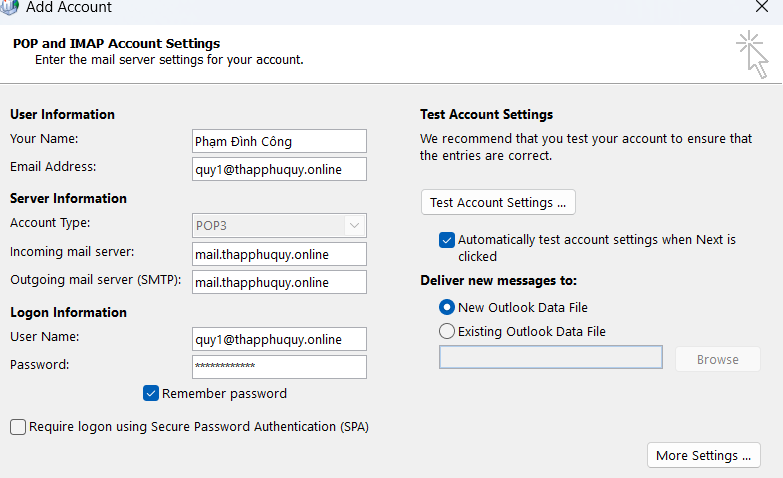 Add Account
POP and IMAP Account Settings
Enter the mail server settings for your account.
User Information
Your Name:
Phạm Đình Công
Email Address:
quy1@thapphuquy.online
Server Information
Account Type:
POP3
Incoming mail server:
mail.thapphuquy.online
Outgoing mail server (SMTP):
mail.thapphuquy.online
Logon Information
User Name:
quy1@thapphuquy.online
Password:
************
Remember password
Require logon using Secure Password Authentication (SPA)
Test Account Settings
We recommend that you test your account to ensure that
the entries are correct.
Test Account Settings ...
Automatically test account settings when Next is
clicked
Deliver new messages to:
New Outlook Data File
Existing Outlook Data File
Browse
More Settings ...